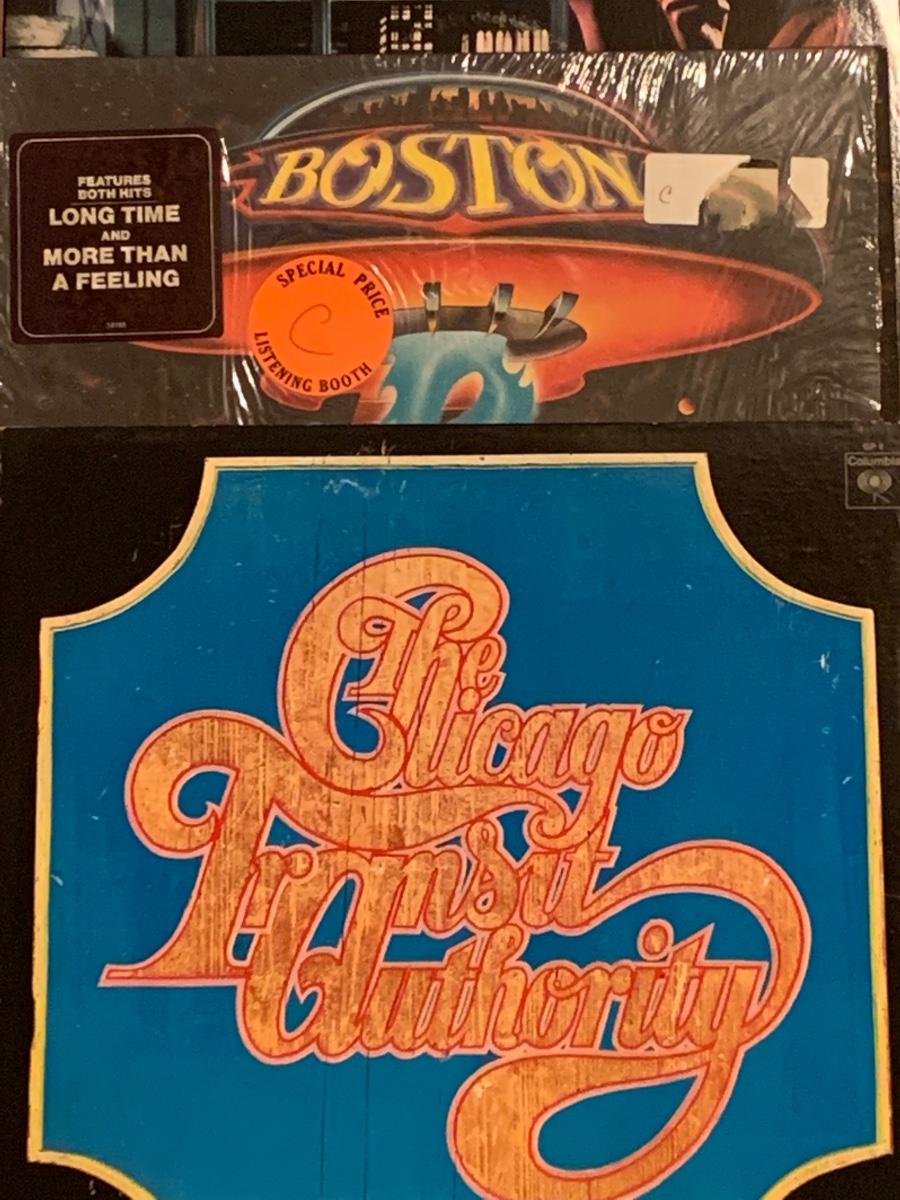 BOSTON
FEATURES
BOTH HITS
LONG TIME
AND
MORE THAN
A FEELING
C
SPECIAL PRICE
C
LISTENING BOOTH
Columbia
The
Chicago
Transit
Authority